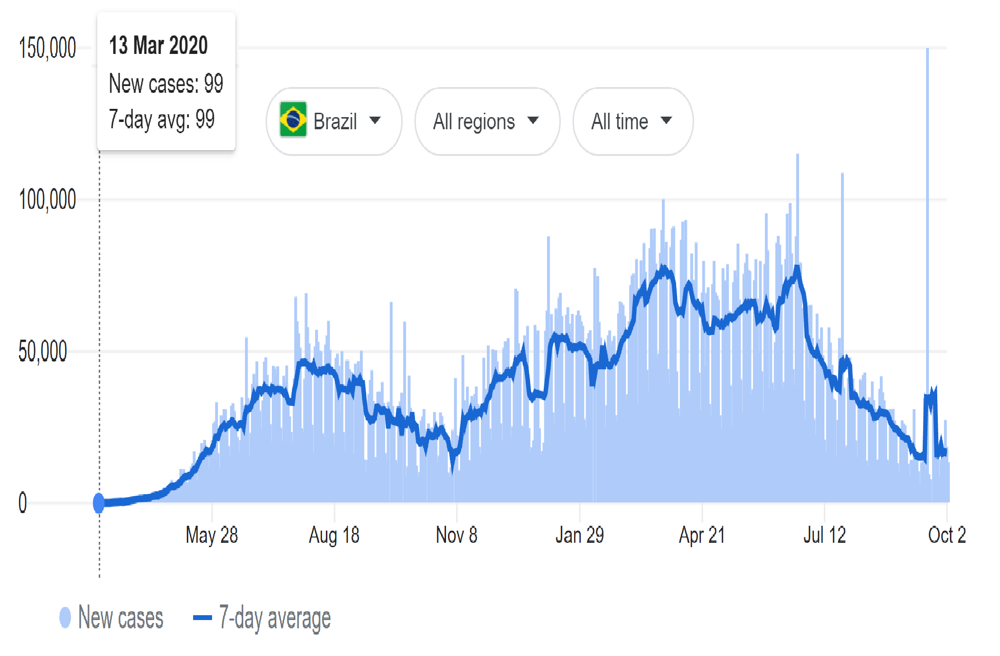 150,000
13 Mar 2020
New cases: 99
7-day avg: 99
Brazil
All regions
All time
100,000
50,000
0
May 28
Aug 18
Nov 8
Jan 29
Apr 21
Jul 12
Oct 2
New cases
7-day average